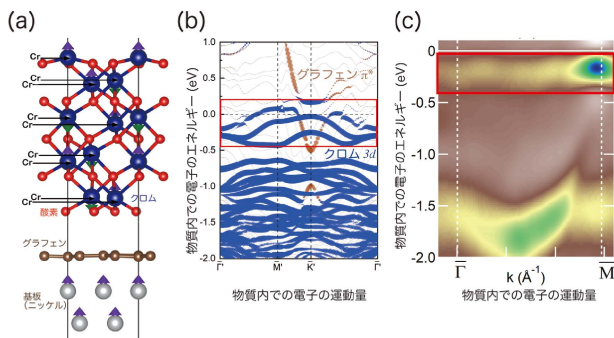 (a)
Cr
Cr
Cr
Cr
Cr
Cr
Cr
Cr
酸素
クロム
グラフェン
基板
(ニッケル)
(b)
物質内での電子のエネルギー (eV)
1.0
0.5
0.0
-0.5
-1.0
-1.5
-2.0
グラフェン π*
クロム 3d
Γ̄'
M̄'
K̄'
Γ̄'
物質内での電子の運動量
(c)
物質内での電子のエネルギー (eV)
0
-0.5
-1.0
-1.5
-2.0
Γ̄
k (Å⁻¹)
M̄
物質内での電子の運動量